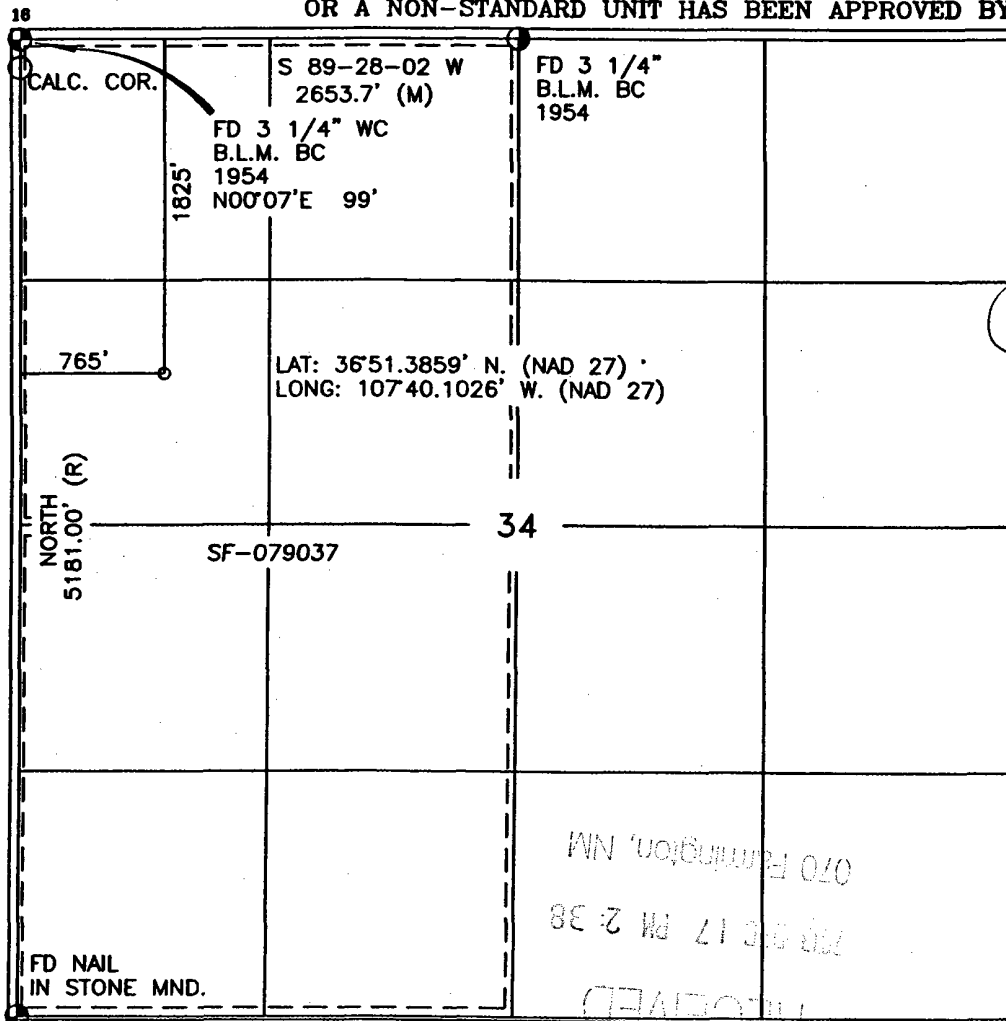 OR A NON-STANDARD UNIT HAS BEEN APPROVED BY
16
CALC. COR.
S 89-28-02 W
2653.7' (M)
FD 3 1/4"
B.L.M. BC
1954
FD 3 1/4" WC
B.L.M. BC
1954
N00°07'E 99'
1825'
765'
LAT: 36°51.3859' N. (NAD 27)
LONG: 107°40.1026' W. (NAD 27)
NORTH
5181.00' (R)
34
SF-079037
070 Farmington, NM
17 PM 2:38
FD NAIL
IN STONE MND.